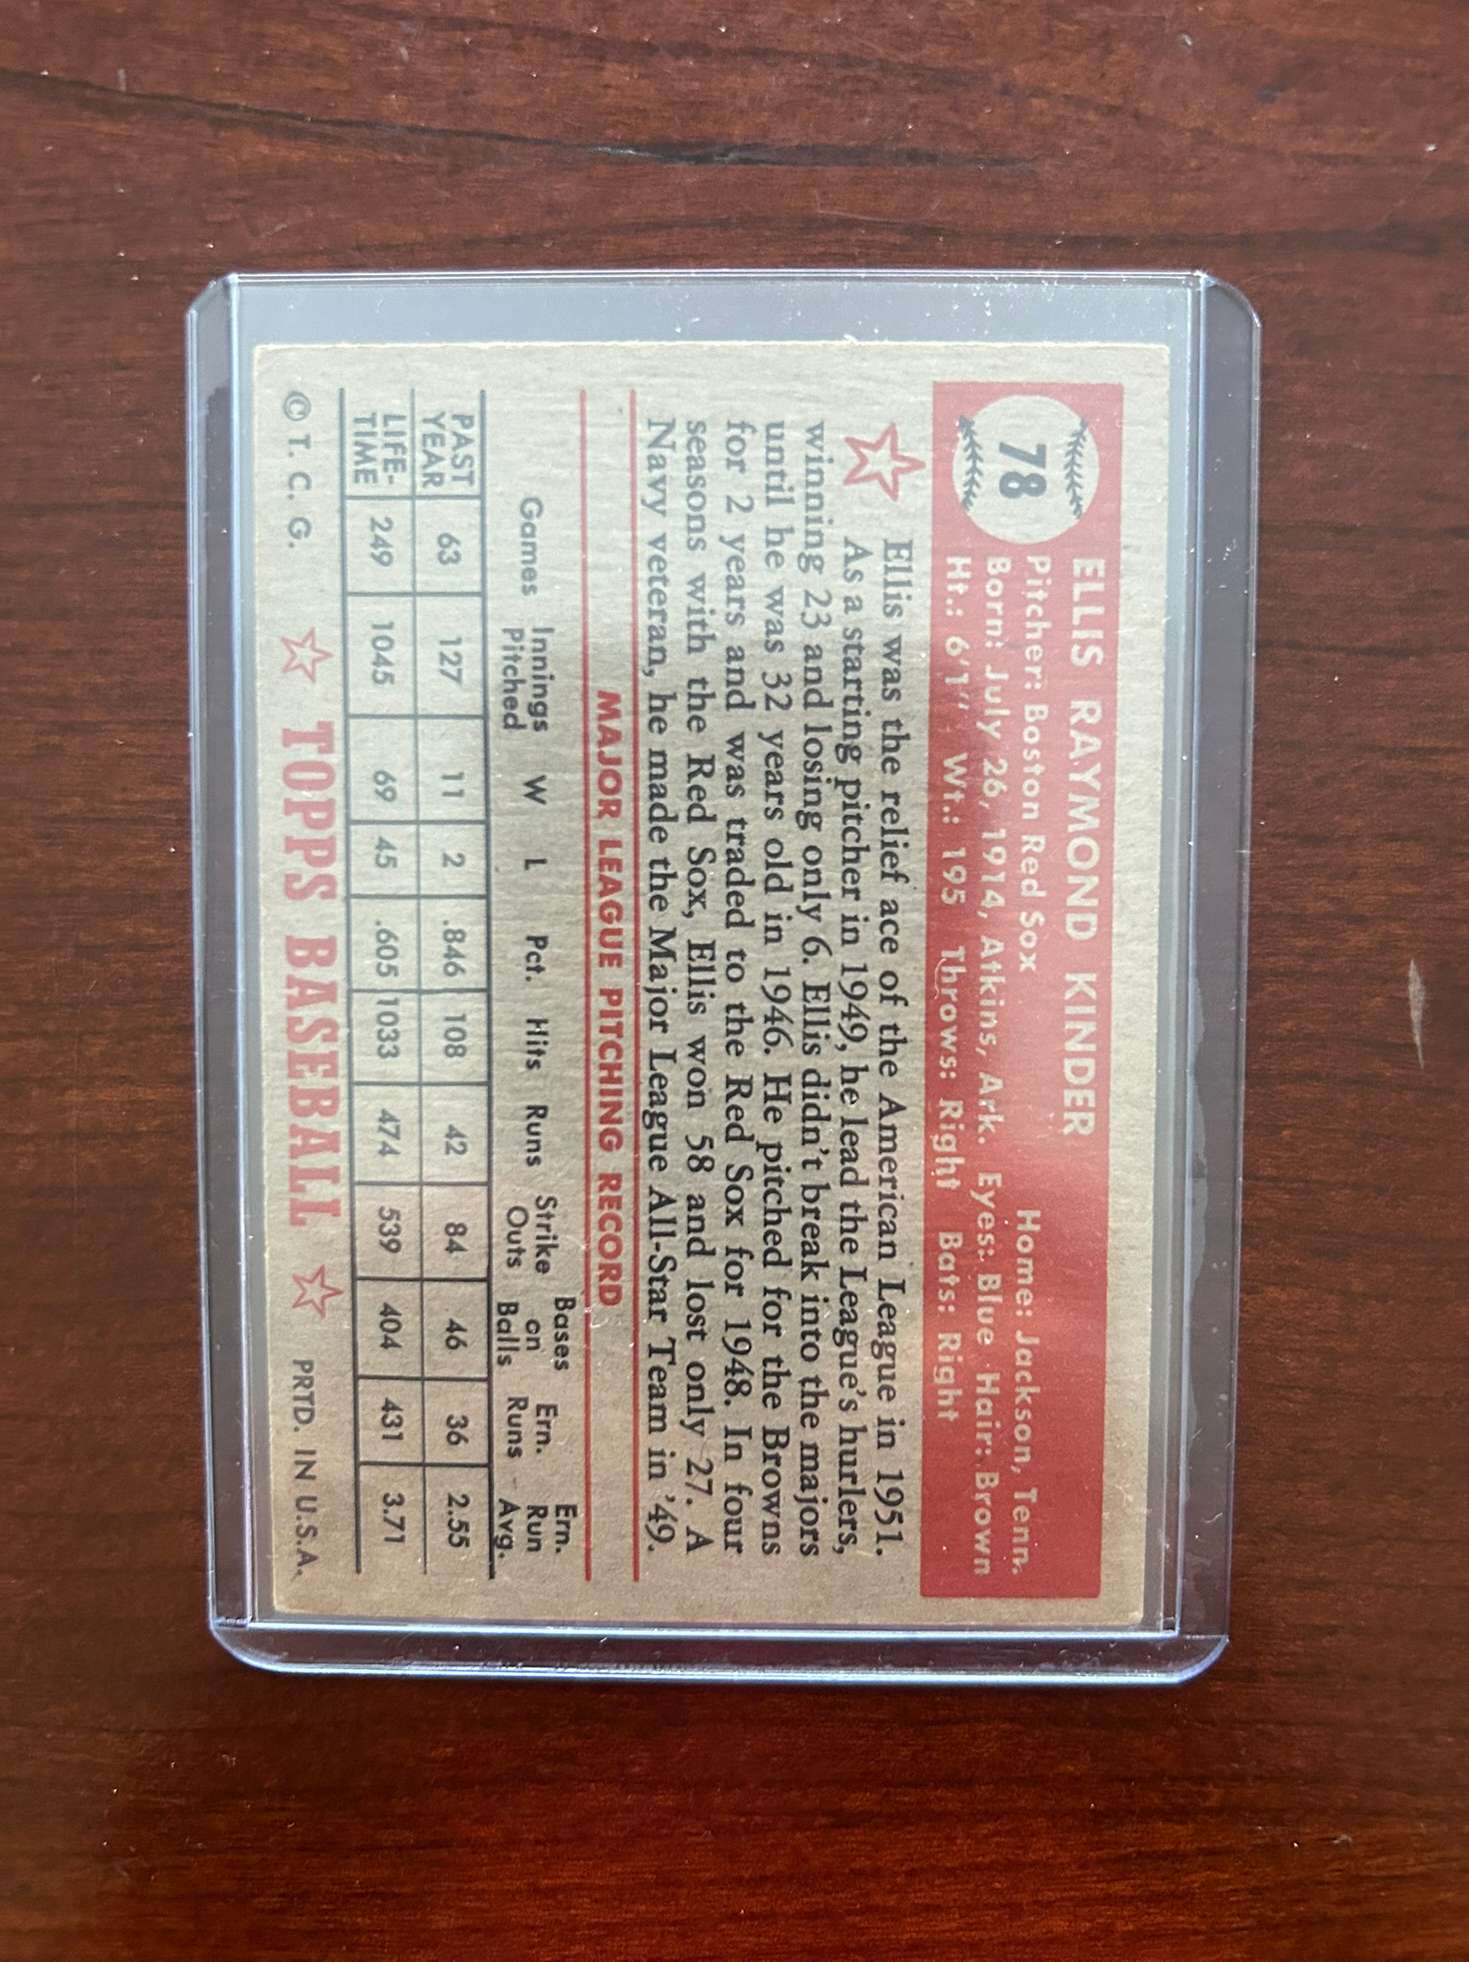 78
ELLIS RAYMOND KINDER
Pitcher: Boston Red Sox Home: Jackson, Tenn.
Born: July 26, 1914, Atkins, Ark. Eyes: Blue Hair: Brown
Ht.: 6'1" Wt.: 195 Throws: Right Bats: Right
Ellis was the relief ace of the American League in 1951.
As a starting pitcher in 1949, he lead the League's hurlers,
winning 23 and losing only 6. Ellis didn't break into the majors
until he was 32 years old in 1946. He pitched for the Browns
for 2 years and was traded to the Red Sox for 1948. In four
seasons with the Red Sox, Ellis won 58 and lost only 27. A
Navy veteran, he made the Major League All-Star Team in '49.
MAJOR LEAGUE PITCHING RECORD
Games Innings Pitched W L Pct. Hits Runs Strike Outs Bases on Balls Ern. Runs Ern. Run Avg.
PAST YEAR 63 127 11 2 .846 108 42 84 46 36 2.55
LIFE-TIME 249 1045 69 45 .605 1033 474 539 404 431 3.71
© T. C. G. TOPPS BASEBALL PRTD. IN U.S.A.